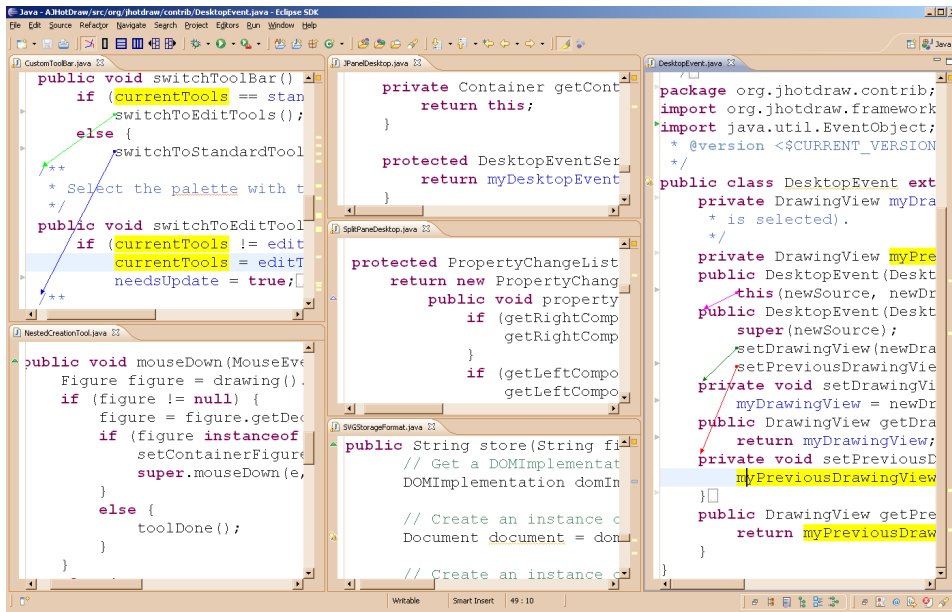 Java - AJHotDraw/src/org/jhotdraw/contrib/DesktopEvent.java - Eclipse SDK
File Edit Source Refactor Navigate Search Project Editors Run Window Help
Java
CustomToolBar.java
public void switchToolBar()
if (currentTools == stan
switchToEditTools();
else {
switchToStandardTool
/**
* Select the palette with t
*/
public void switchToEditTool
if (currentTools != edit
currentTools = editT
needsUpdate = true;
/**
NestedCreationTool.java
public void mouseDown(MouseEve
Figure figure = drawing().
if (figure != null) {
figure = figure.getDec
if (figure instanceof
setContainerFigure
super.mouseDown(e,
}
else {
toolDone();
}
}
JPanelDesktop.java
private Container getCont
return this;
}
protected DesktopEventSer
return myDesktopEvent
}
SplitPaneDesktop.java
protected PropertyChangeList
return new PropertyChang
public void property
if (getRightComp
getRightComp
}
if (getLeftCompo
getLeftCompo
SVGStorageFormat.java
public String store(String fi
// Get a DOMImplementat
DOMImplementation domIm
// Create an instance o
Document document = dom
// Create an instance o
DesktopEvent.java
*/
package org.jhotdraw.contrib;
import org.jhotdraw.framework
import java.util.EventObject;
* @version <$CURRENT_VERSION
*/
public class DesktopEvent ext
private DrawingView myDra
* is selected).
*/
private DrawingView myPre
public DesktopEvent(Deskt
this(newSource, newDr
public DesktopEvent(Deskt
super(newSource);
setDrawingView(newDra
setPreviousDrawingVie
private void setDrawingVi
myDrawingView = newDr
public DrawingView getDra
return myDrawingView;
private void setPreviousD
myPreviousDrawingView
}
public DrawingView getPre
return myPreviousDraw
}
}
Writable Smart Insert 49 : 10